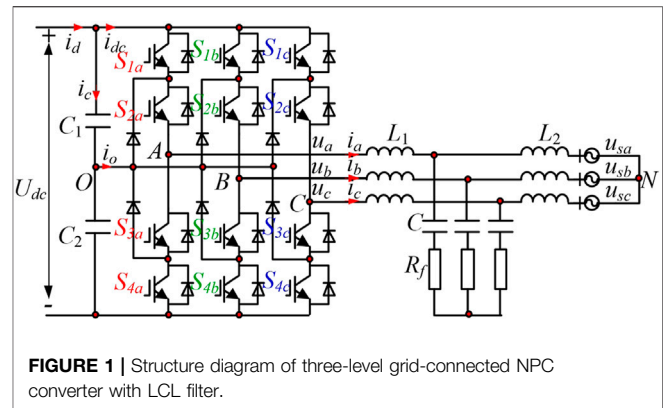 +
i_d
i_dc
S_1a
S_1b
S_1c
i_c
S_2a
S_2b
S_2c
C_1
A
u_a
i_a
L_1
L_2
u_sa
O
i_o
U_dc
B
u_b
i_b
u_sb
N
C
u_c
i_c
u_sc
C_2
S_3a
S_3b
S_3c
C
R_f
S_4a
S_4b
S_4c
-
FIGURE 1 | Structure diagram of three-level grid-connected NPC
converter with LCL filter.